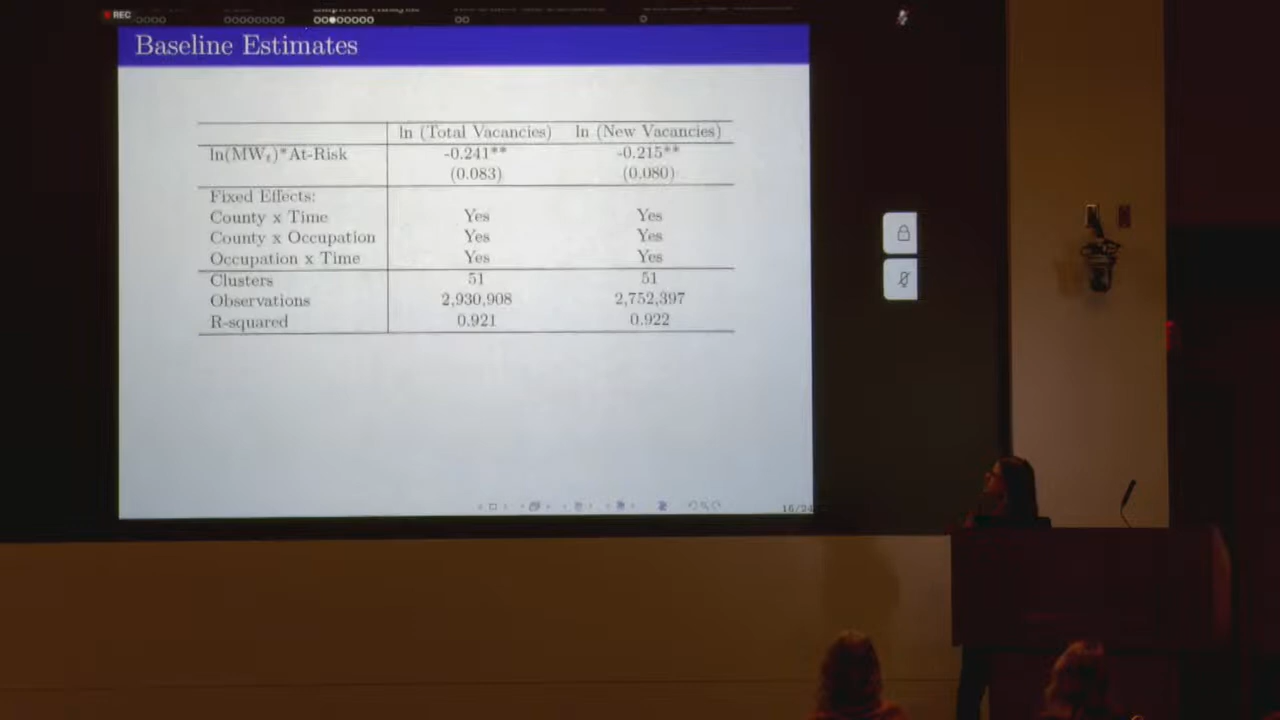 REC
Baseline Estimates
ln (Total Vacancies) ln (New Vacancies)
ln(MWₜ)*At-Risk -0.241** -0.215**
(0.083) (0.080)
Fixed Effects:
County x Time Yes Yes
County x Occupation Yes Yes
Occupation x Time Yes Yes
Clusters 51 51
Observations 2,930,908 2,752,397
R-squared 0.921 0.922